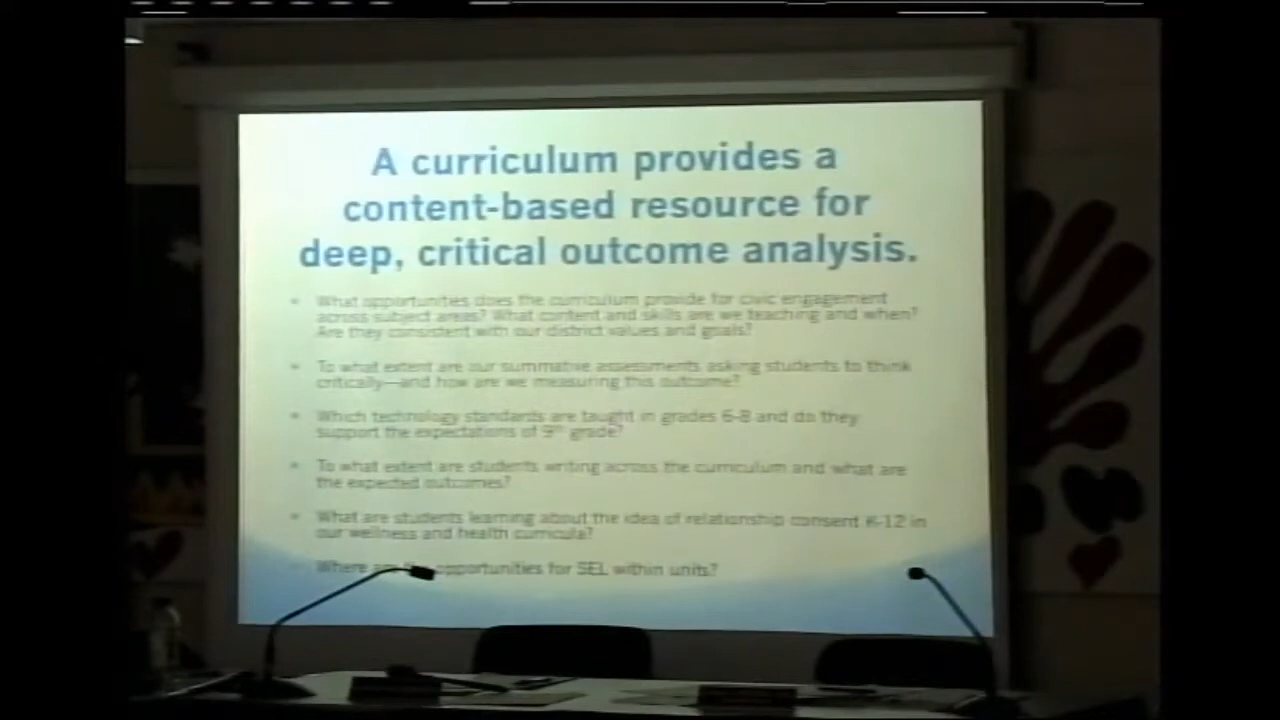 A curriculum provides a
content-based resource for
deep, critical outcome analysis.
• What opportunities does the curriculum provide for civic engagement
across subject areas? What content and skills are we teaching and when?
Are they consistent with our district values and goals?
• To what extent are our summative assessments asking students to think
critically—and how are we measuring this outcome?
• Which technology standards are taught in grades 6-8 and do they
support the expectations of 9th grade?
• To what extent are students writing across the curriculum and what are
the expected outcomes?
• What are students learning about the idea of relationship consent K-12 in
our wellness and health curricula?
Where opportunities for SEL within units?